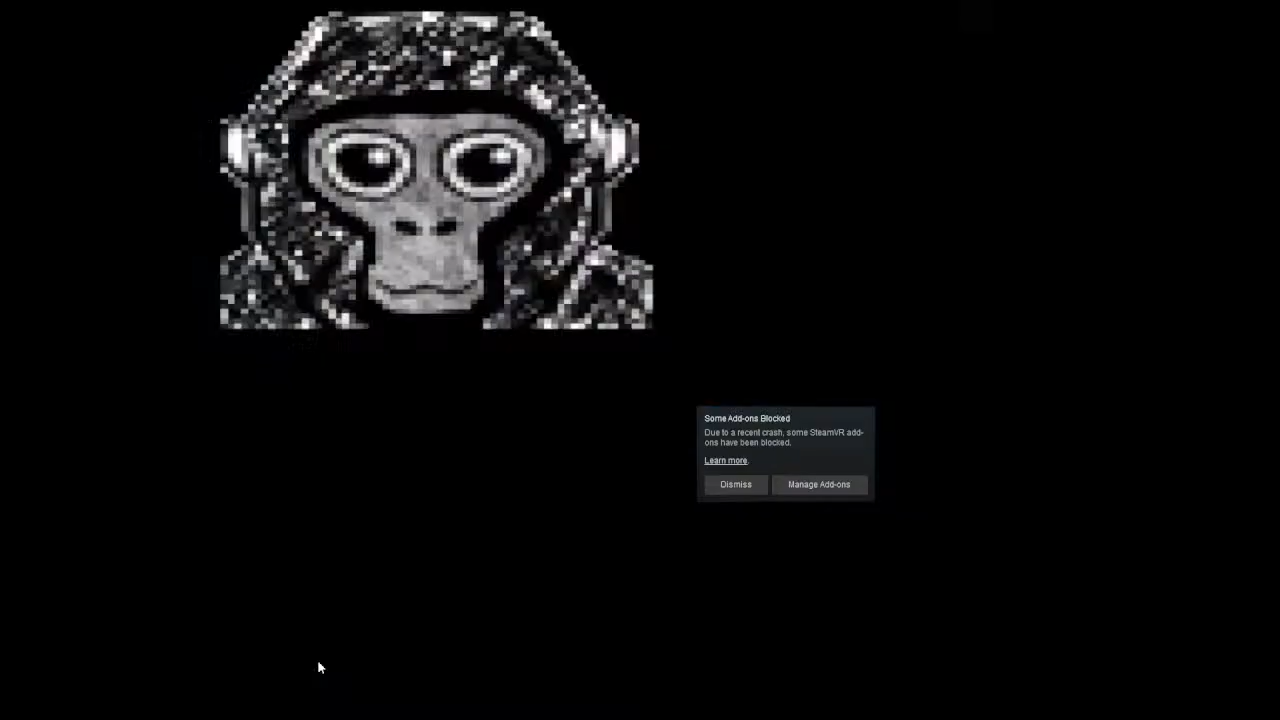 Some Add-ons Blocked
Due to a recent crash, some SteamVR add-
ons have been blocked.
Learn more.
Dismiss
Manage Add-ons